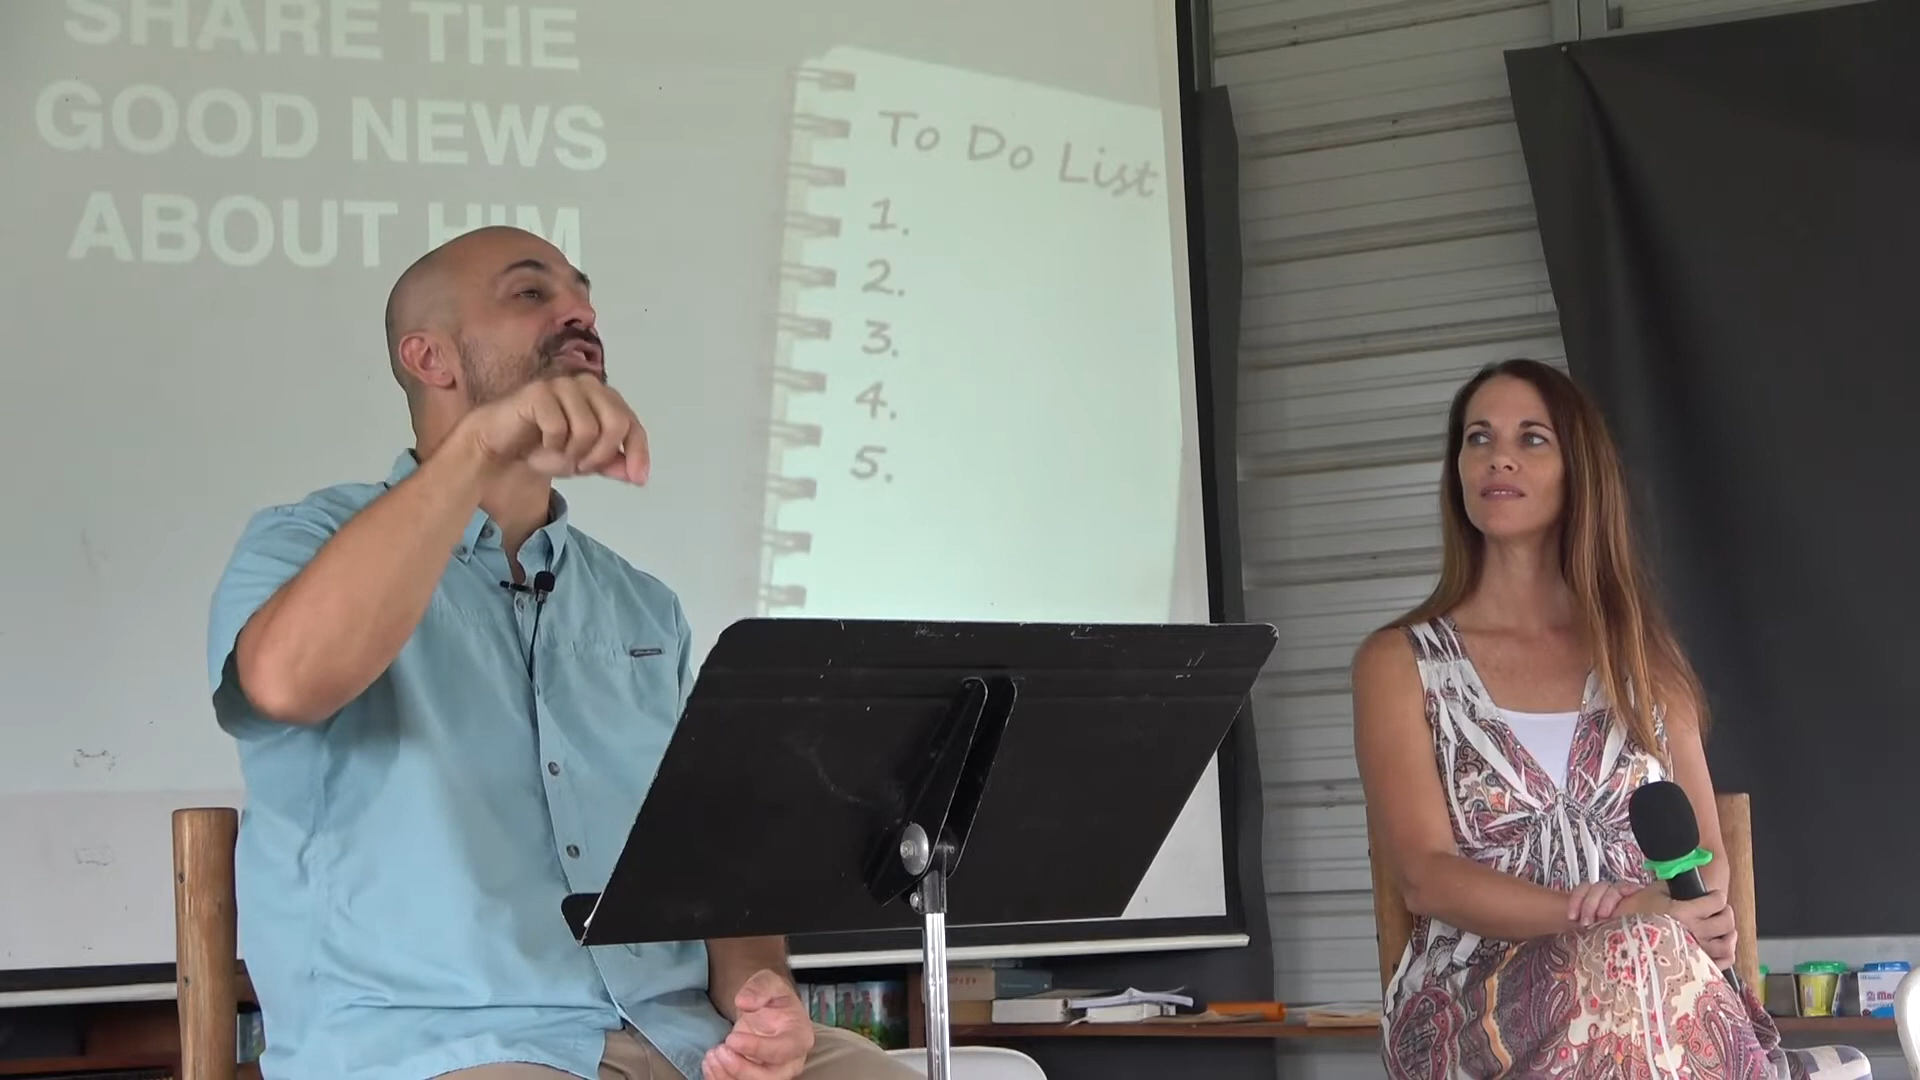 SHARE THE
GOOD NEWS
ABOUT HIM
To Do List
1.
2.
3.
4.
5.